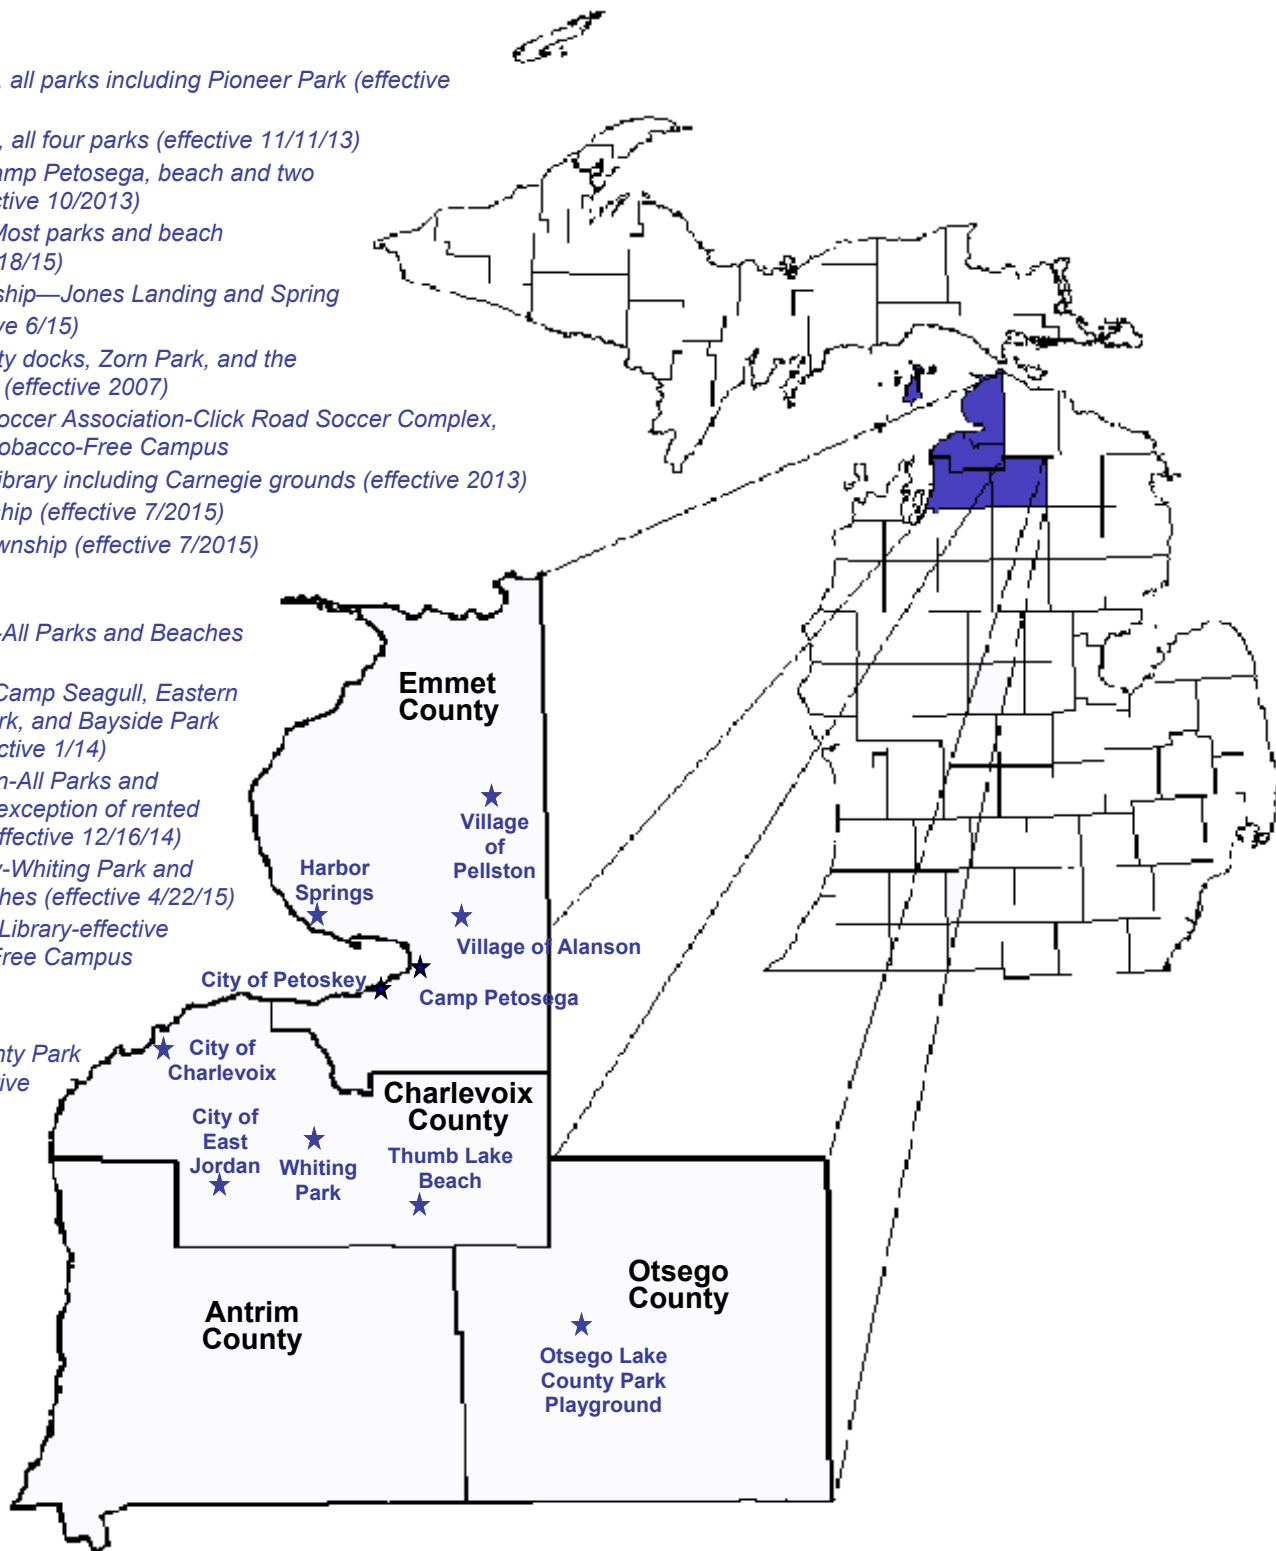 , all parks including Pioneer Park (effective
, all four parks (effective 11/11/13)
amp Petosega, beach and two
ctive 10/2013)
Most parks and beach
18/15)
ship—Jones Landing and Spring
ve 6/15)
ty docks, Zorn Park, and the
(effective 2007)
occer Association-Click Road Soccer Complex,
obacco-Free Campus
ibrary including Carnegie grounds (effective 2013)
hip (effective 7/2015)
wnship (effective 7/2015)
-All Parks and Beaches
Camp Seagull, Eastern
rk, and Bayside Park
ctive 1/14)
n-All Parks and
exception of rented
effective 12/16/14)
y-Whiting Park and
hes (effective 4/22/15)
Library-effective
Free Campus
nty Park
tive
Emmet
County
Village
of
Pellston
Harbor
Springs
Village of Alanson
City of Petoskey
Camp Petosega
City of
Charlevoix
Charlevoix
County
City of
East
Jordan
Whiting
Park
Thumb Lake
Beach
Antrim
County
Otsego
County
Otsego Lake
County Park
Playground